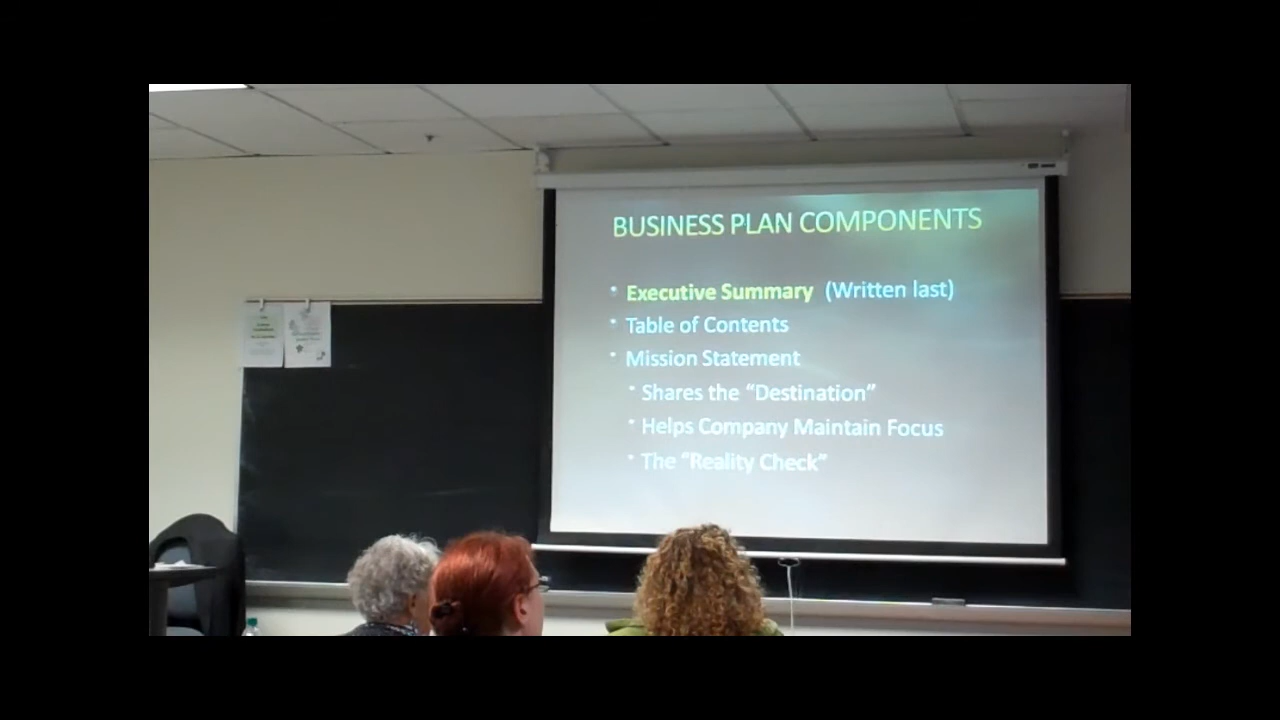 BUSINESS PLAN COMPONENTS
• Executive Summary (Written last)
• Table of Contents
• Mission Statement
• Shares the “Destination”
• Helps Company Maintain Focus
• The “Reality Check”